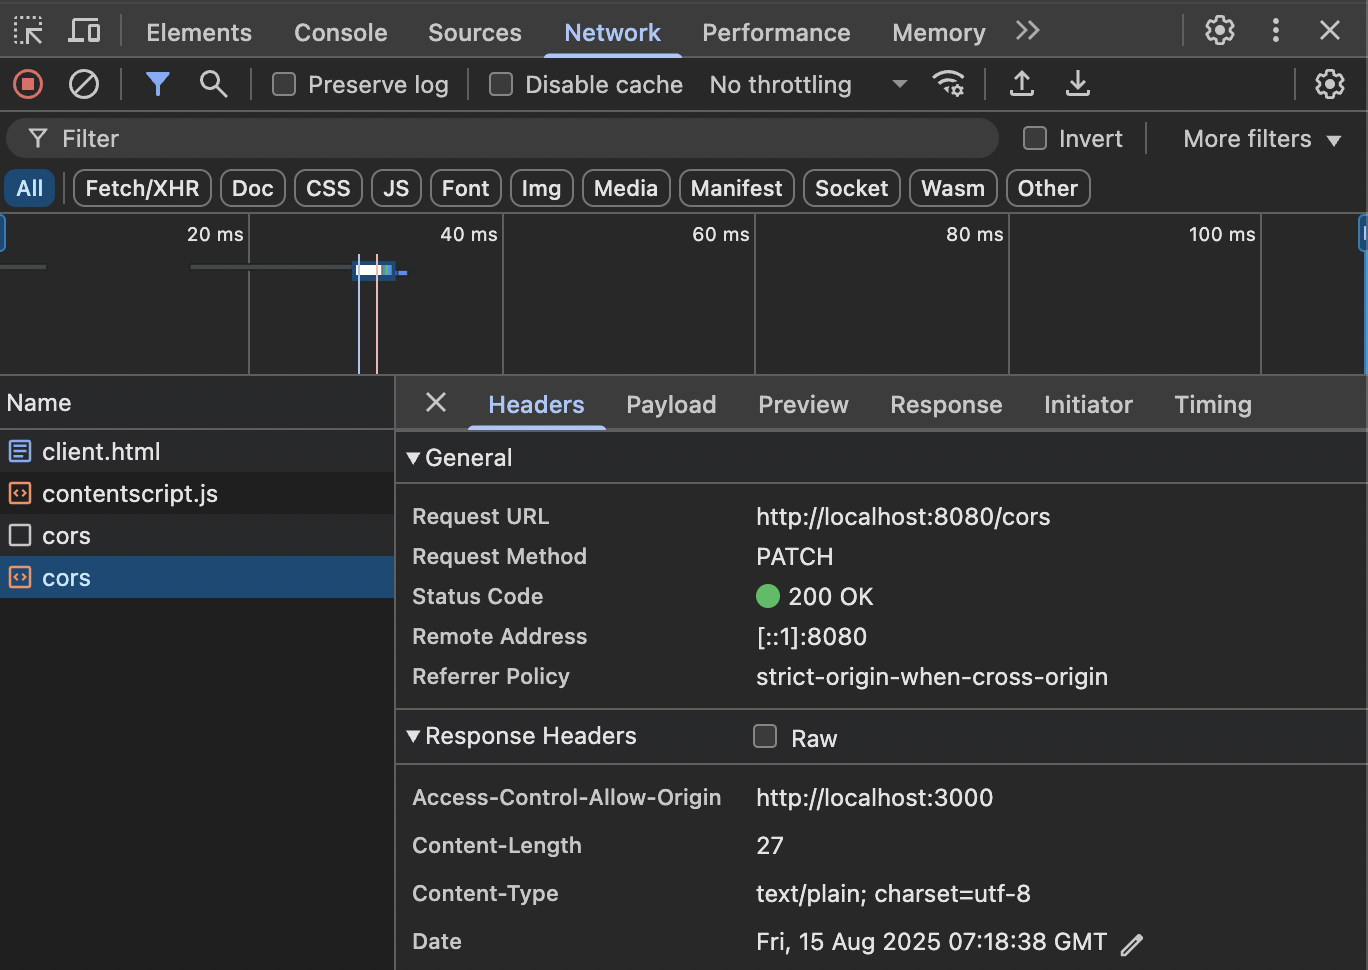 Elements Console Sources Network Performance Memory
Preserve log Disable cache No throttling
Filter Invert More filters
All Fetch/XHR Doc CSS JS Font Img Media Manifest Socket Wasm Other
20 ms 40 ms 60 ms 80 ms 100 ms
Name
client.html
contentscript.js
cors
cors
Headers Payload Preview Response Initiator Timing
General
Request URL http://localhost:8080/cors
Request Method PATCH
Status Code 200 OK
Remote Address [::1]:8080
Referrer Policy strict-origin-when-cross-origin
Response Headers Raw
Access-Control-Allow-Origin http://localhost:3000
Content-Length 27
Content-Type text/plain; charset=utf-8
Date Fri, 15 Aug 2025 07:18:38 GMT